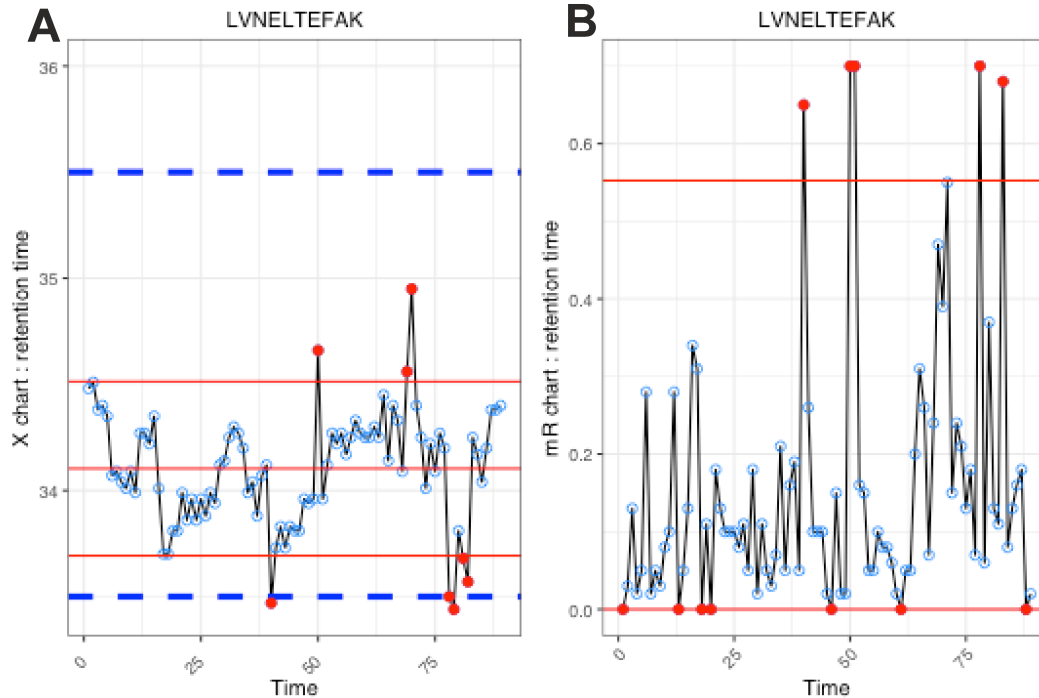 A
LVNELTEFAK
X chart : retention time
36
35
34
0
25
50
75
Time
B
LVNELTEFAK
mR chart : retention time
0.6
0.4
0.2
0.0
0
25
50
75
Time